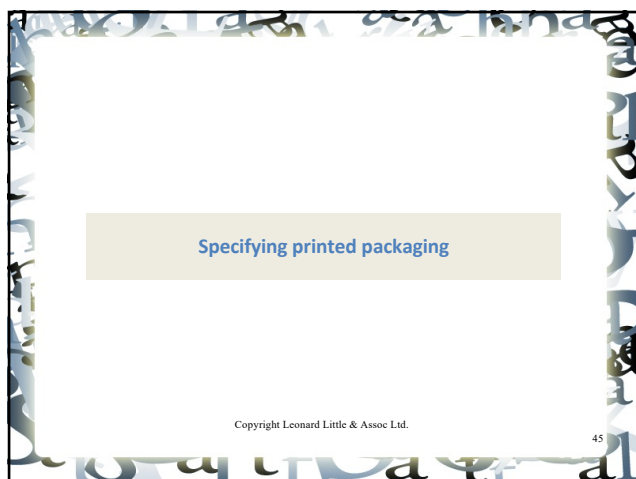 Specifying printed packaging
Copyright Leonard Little & Assoc Ltd.
45